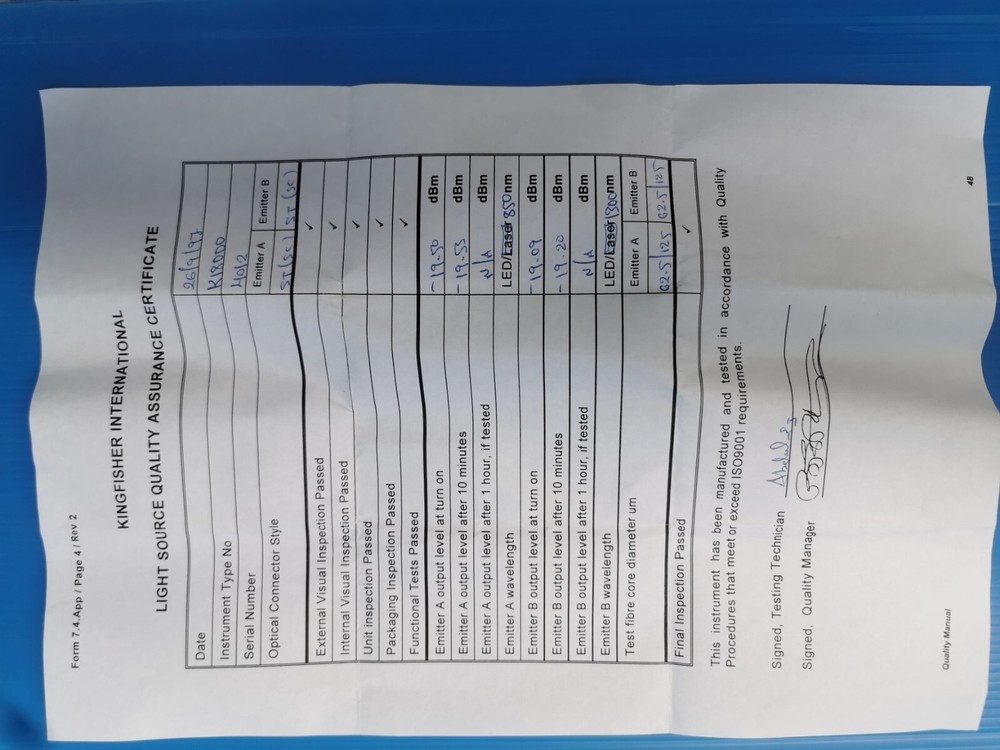 Form 7.4.App / Page 4 / Rev 2
KINGFISHER INTERNATIONAL
LIGHT SOURCE QUALITY ASSURANCE CERTIFICATE
Date 26/9/97
Instrument Type No KI8000
Serial Number 4012
Optical Connector Style Emitter A Emitter B
ST (SC) ST (SC)
External Visual Inspection Passed ✓
Internal Visual Inspection Passed ✓
Unit inspection Passed ✓
Packaging Inspection Passed ✓
Functional Tests Passed ✓
Emitter A output level at turn on -19.50 dBm
Emitter A output level after 10 minutes -19.55 dBm
Emitter A output level after 1 hour, if tested N/A dBm
Emitter A wavelength LED/Laser 850 nm
Emitter B output level at turn on -19.09 dBm
Emitter B output level after 10 minutes -19.20 dBm
Emitter B output level after 1 hour, if tested N/A dBm
Emitter B wavelength LED/Laser 1300 nm
Test fibre core diameter um Emitter A Emitter B
62.5/125 62.5/125
Final Inspection Passed ✓
This instrument has been manufactured and tested in accordance with Quality
Procedures that meet or exceed ISO9001 requirements.
Signed, Testing Technician
Signed, Quality Manager
Quality Manual 48